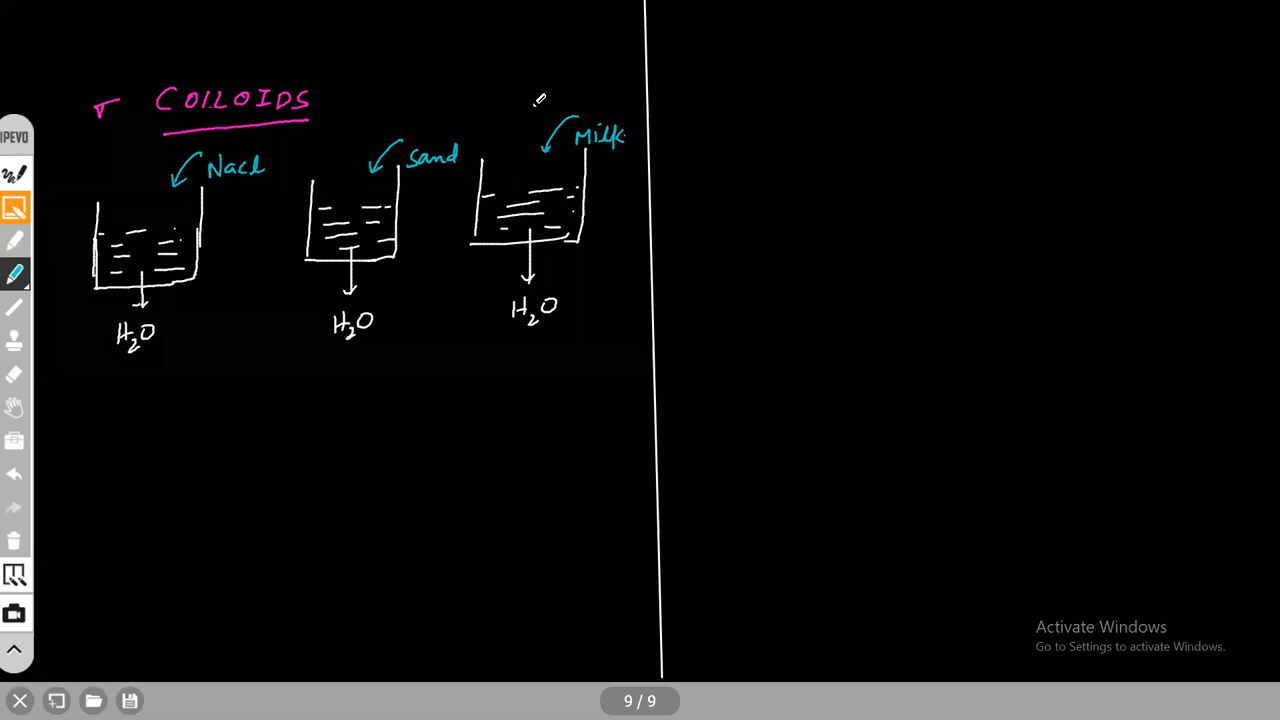 COLLOIDS
Milk
Sand
Nacl
H2O
H2O
H2O
IPEVO
Activate Windows
Go to Settings to activate Windows.
9 / 9